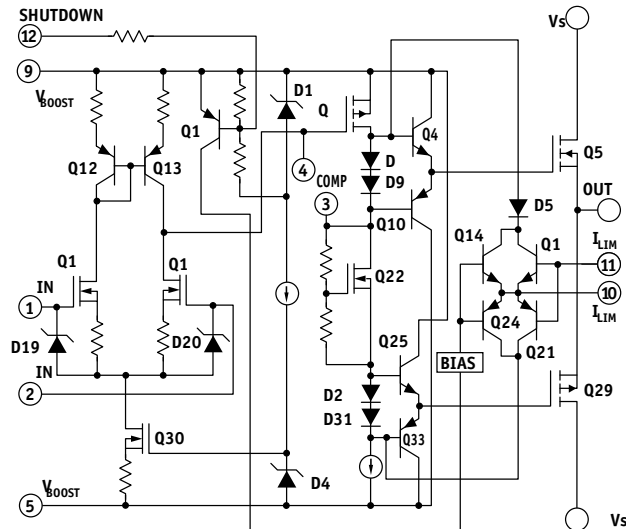 SHUTDOWN
12
Vs
9
VBOOST
D1
Q
Q1
Q4
Q12
Q13
4
D
Q5
COMP
D9
3
Q10
D5
OUT
Q14
Q1
ILIM
11
Q22
10
ILIM
IN
Q1
Q1
1
Q24
Q21
D19
D20
Q25
BIAS
IN
2
D2
D31
Q29
Q30
Q33
VBOOST
5
D4
Vs